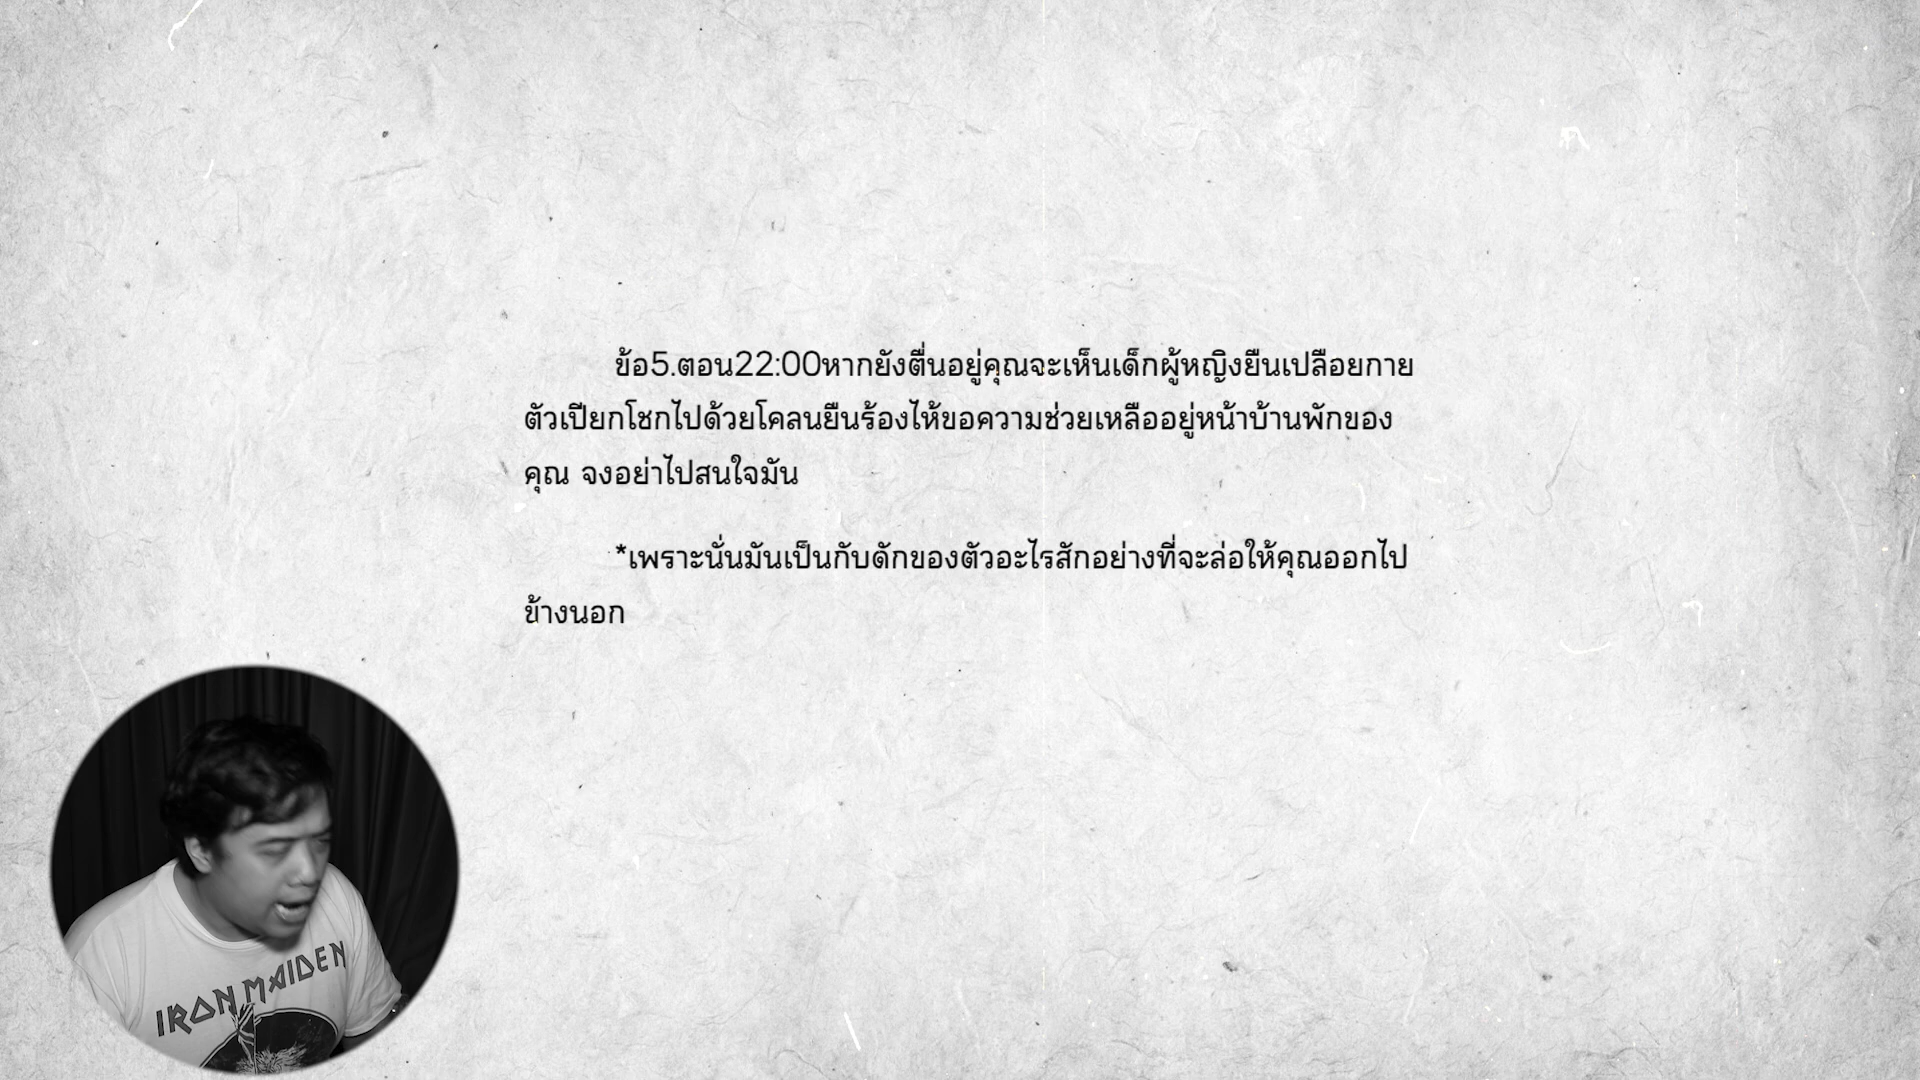 ข้อ5.ตอน22:00หากยังตื่นอยู่คุณจะเห็นเด็กผู้หญิงยืนเปลือยกาย
ตัวเปียกโชกไปด้วยโคลนยืนร้องไห้ขอความช่วยเหลืออยู่หน้าบ้านพักของ
คุณ จงอย่าไปสนใจมัน
*เพราะนั่นมันเป็นกับดักของตัวอะไรสักอย่างที่จะล่อให้คุณออกไป
ข้างนอก
IRON MAIDEN